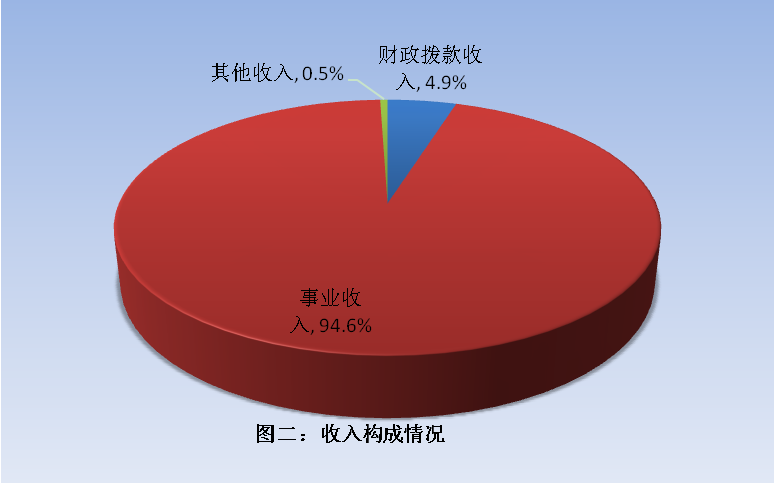 财政拨款收
入, 4.9%
其他收入, 0.5%
事业收
入, 94.6%
图二：收入构成情况